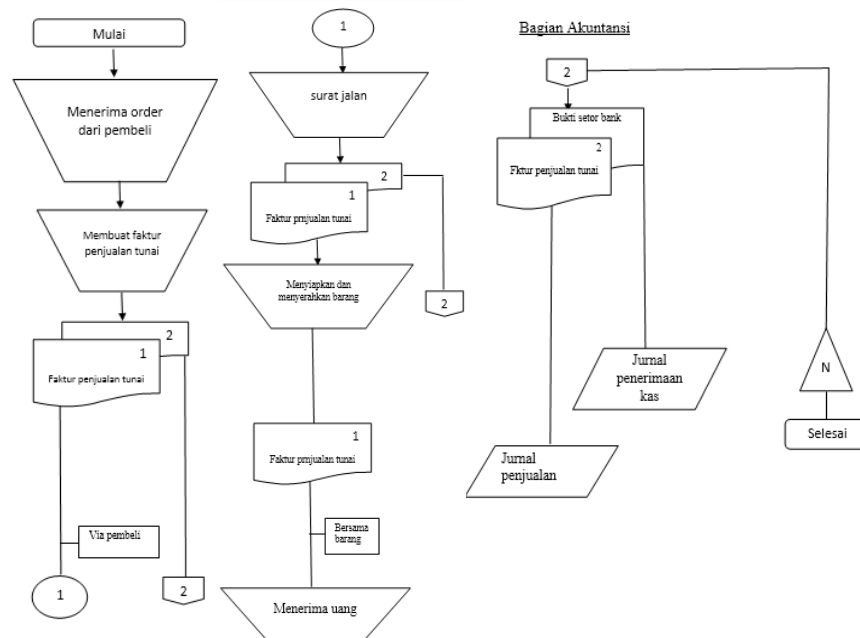 Mulai
Menerima order
dari pembeli
Membuat faktur
penjualan tunai
2
1
Faktur penjualan tunai
Via pembeli
1
2
1
surat jalan
2
1
Faktur pnnjualan tunai
Menyiapkan dan
menyerahkan barang
2
1
Faktur pnnjualan tunai
Bersama
barang
Menerima uang
Bagian Akuntansi
2
Bukti setor bank
2
Fktur penjualan tunai
Jurnal
penerimaan
kas
Jurnal
penjualan
N
Selesai